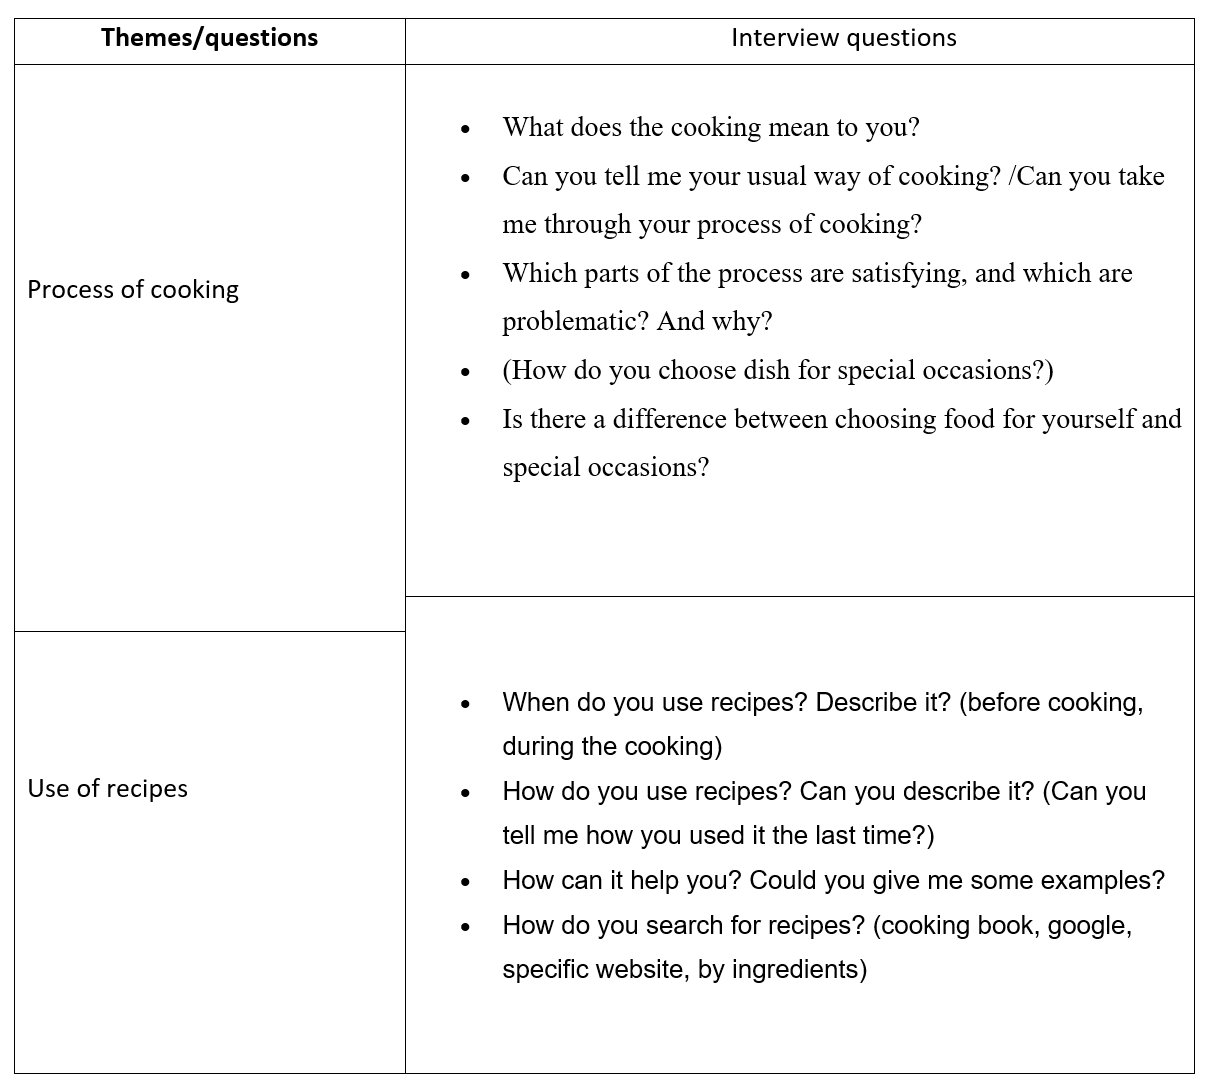 Themes/questions
Interview questions
Process of cooking
• What does the cooking mean to you?
• Can you tell me your usual way of cooking? /Can you take
me through your process of cooking?
• Which parts of the process are satisfying, and which are
problematic? And why?
• (How do you choose dish for special occasions?)
• Is there a difference between choosing food for yourself and
special occasions?
Use of recipes
• When do you use recipes? Describe it? (before cooking,
during the cooking)
• How do you use recipes? Can you describe it? (Can you
tell me how you used it the last time?)
• How can it help you? Could you give me some examples?
• How do you search for recipes? (cooking book, google,
specific website, by ingredients)